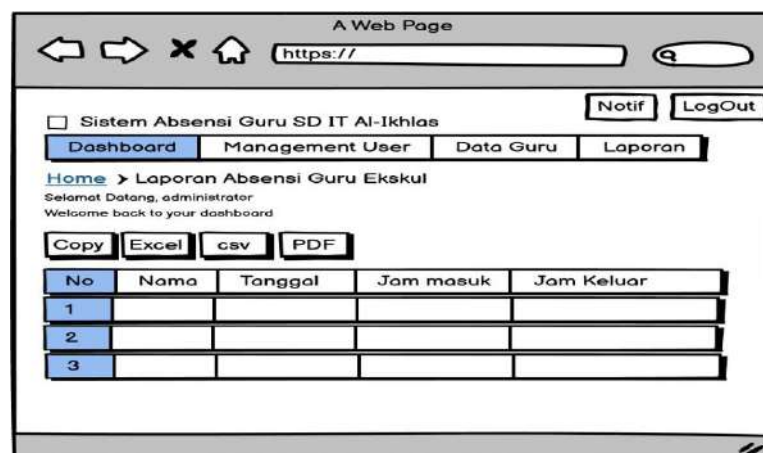 A Web Page
https://
Notif LogOut
Sistem Absensi Guru SD IT Al-Ikhlas
Dashboard Management User Data Guru Laporan
Home > Laporan Absensi Guru Ekskul
Selamat Datang, administrator
Welcome back to your dashboard
Copy Excel csv PDF
No Nama Tanggal Jam masuk Jam Keluar
1
2
3